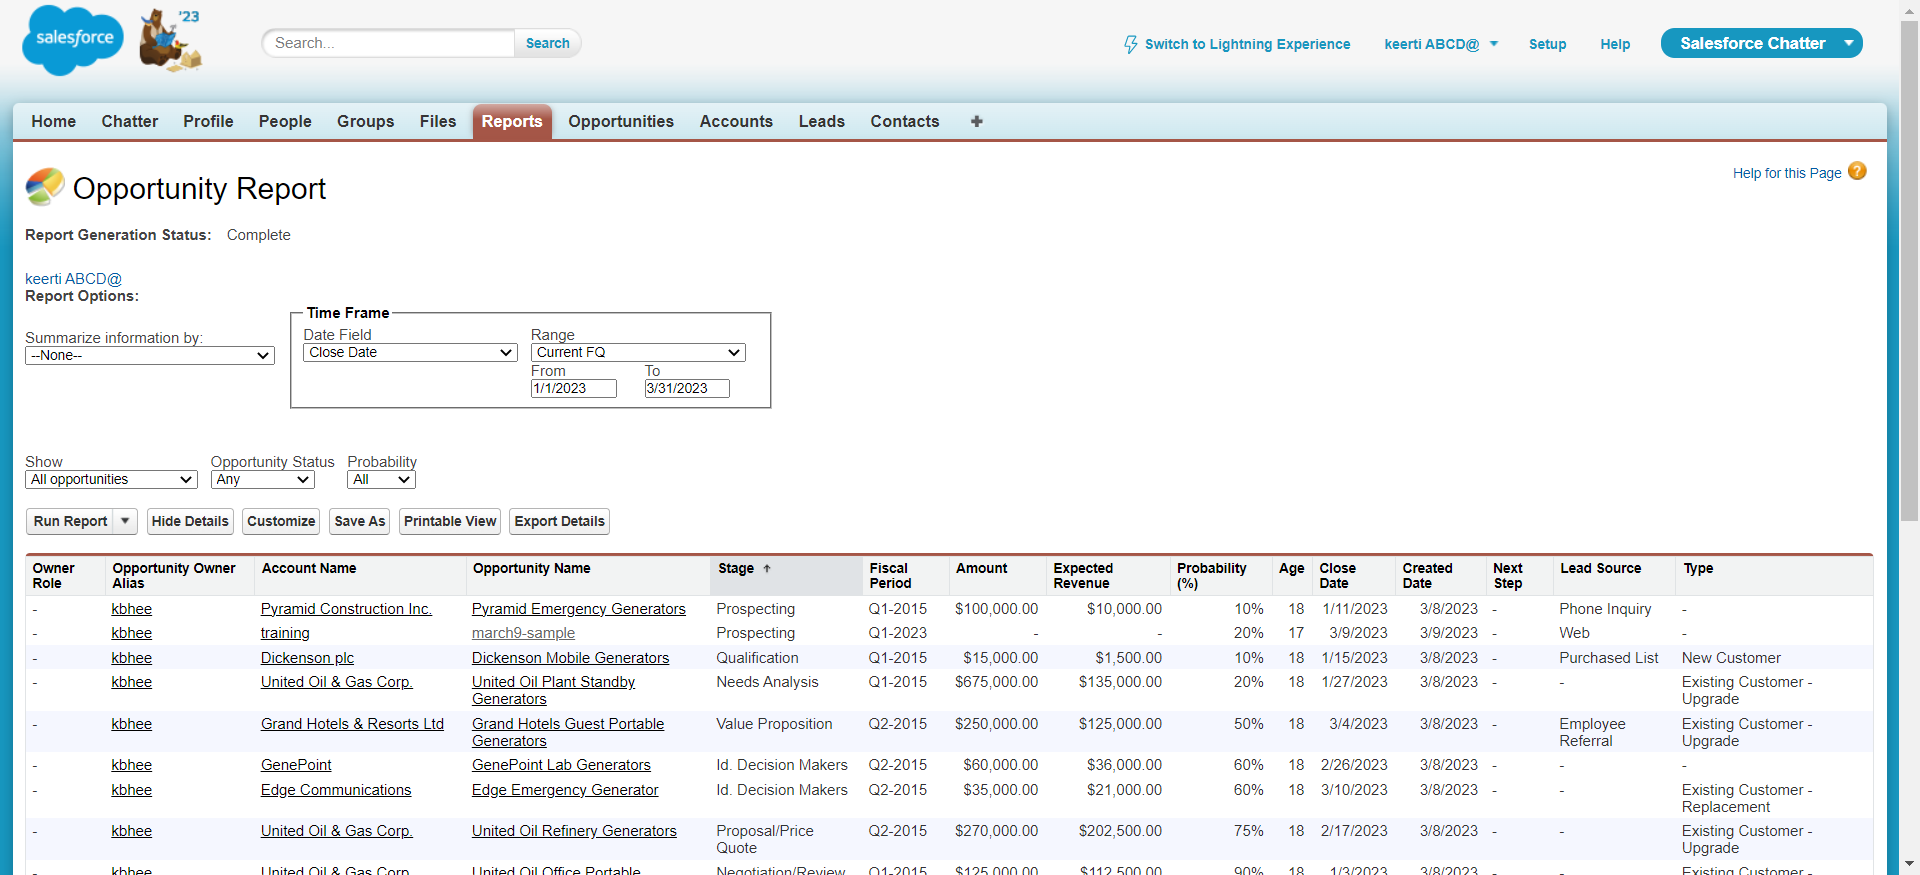 salesforce
'23
Search...
Search
Switch to Lightning Experience
keerti ABCD@
Setup
Help
Salesforce Chatter
Home Chatter Profile People Groups Files Reports Opportunities Accounts Leads Contacts +
Help for this Page ?
Opportunity Report
Report Generation Status: Complete
keerti ABCD@
Report Options:
Summarize information by:
--None--
Time Frame
Date Field Range
Close Date Current FQ
From To
1/1/2023 3/31/2023
Show Opportunity Status Probability
All opportunities Any All
Run Report Hide Details Customize Save As Printable View Export Details
Owner Role Opportunity Owner Alias Account Name Opportunity Name Stage ↑ Fiscal Period Amount Expected Revenue Probability (%) Age Close Date Created Date Next Step Lead Source Type
- kbhee Pyramid Construction Inc. Pyramid Emergency Generators Prospecting Q1-2015 $100,000.00 $10,000.00 10% 18 1/11/2023 3/8/2023 - Phone Inquiry -
- kbhee training march9-sample Prospecting Q1-2023 - - 20% 17 3/9/2023 3/9/2023 - Web -
- kbhee Dickenson plc Dickenson Mobile Generators Qualification Q1-2015 $15,000.00 $1,500.00 10% 18 1/15/2023 3/8/2023 - Purchased List New Customer
- kbhee United Oil & Gas Corp. United Oil Plant Standby Generators Needs Analysis Q1-2015 $675,000.00 $135,000.00 20% 18 1/27/2023 3/8/2023 - - Existing Customer - Upgrade
- kbhee Grand Hotels & Resorts Ltd Grand Hotels Guest Portable Generators Value Proposition Q2-2015 $250,000.00 $125,000.00 50% 18 3/4/2023 3/8/2023 - Employee Referral Existing Customer - Upgrade
- kbhee GenePoint GenePoint Lab Generators Id. Decision Makers Q2-2015 $60,000.00 $36,000.00 60% 18 2/26/2023 3/8/2023 - - -
- kbhee Edge Communications Edge Emergency Generator Id. Decision Makers Q2-2015 $35,000.00 $21,000.00 60% 18 3/10/2023 3/8/2023 - - Existing Customer - Replacement
- kbhee United Oil & Gas Corp. United Oil Refinery Generators Proposal/Price Quote Q2-2015 $270,000.00 $202,500.00 75% 18 2/17/2023 3/8/2023 - - Existing Customer - Upgrade
- kbhee United Oil & Gas Corp. United Oil Office Portable Negotiation/Review Q1-2015 $125,000.00 $112,500.00 90% 18 1/3/2023 3/8/2023 - - Existing Customer -